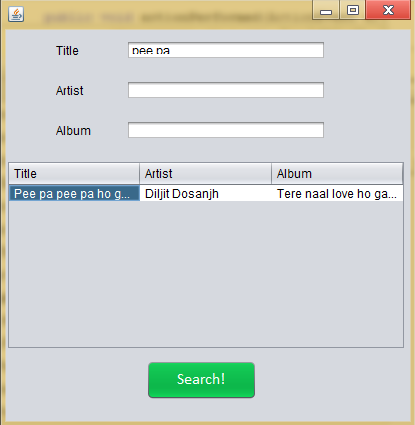 Title pee pa
Artist
Album
Title Artist Album
Pee pa pee pa ho g... Diljit Dosanjh Tere naal love ho ga...
Search!